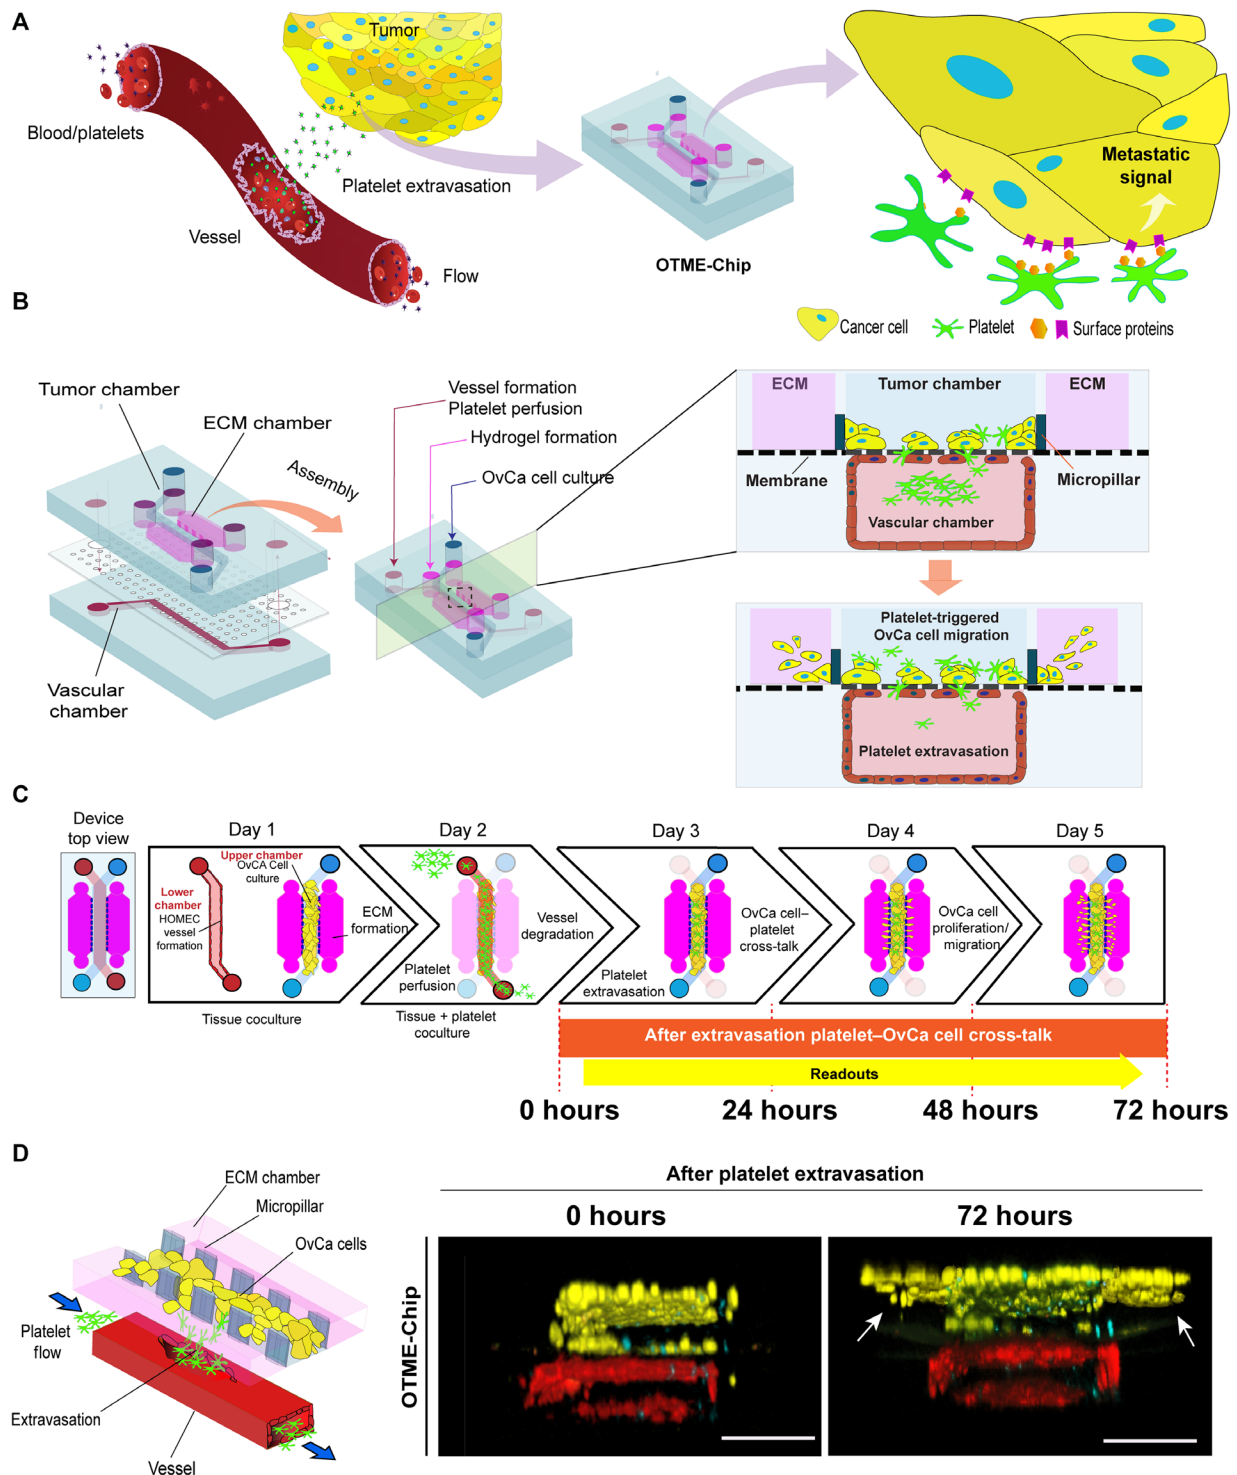 A
Tumor
Blood/platelets
Platelet extravasation
Vessel
Flow
OTME-Chip
Metastatic
signal
Cancer cell
Platelet
Surface proteins
B
Tumor chamber
ECM chamber
Assembly
Vascular
chamber
Vessel formation
Platelet perfusion
Hydrogel formation
OvCa cell culture
ECM
Tumor chamber
ECM
Membrane
Micropillar
Vascular chamber
Platelet-triggered
OvCa cell migration
Platelet extravasation
C
Device
top view
Day 1
Day 2
Day 3
Day 4
Day 5
Upper chamber
OvCA Cell
culture
Lower
chamber
HOMEC
vessel
formation
ECM
formation
Tissue coculture
Platelet
perfusion
Vessel
degradation
Tissue + platelet
coculture
Platelet
extravasation
OvCa cell–
platelet
cross-talk
OvCa cell
proliferation/
migration
After extravasation platelet–OvCa cell cross-talk
Readouts
0 hours
24 hours
48 hours
72 hours
D
ECM chamber
Micropillar
OvCa cells
Platelet
flow
Extravasation
Vessel
After platelet extravasation
0 hours
72 hours
OTME-Chip